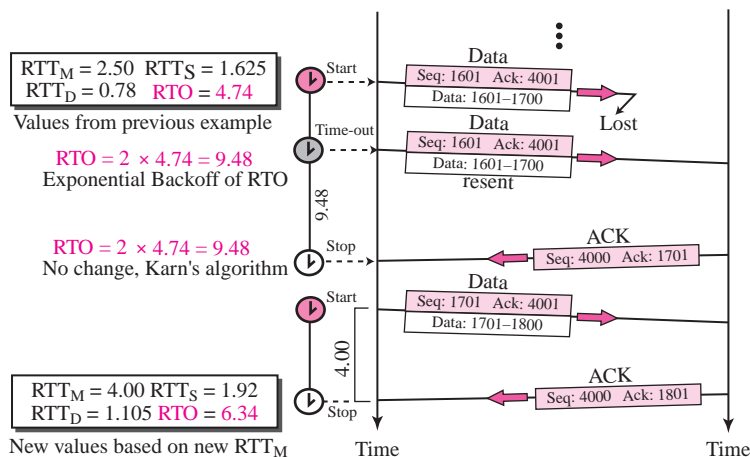 Data
Start
Seq: 1601 Ack: 4001
Data: 1601–1700
Lost
RTT_M = 2.50 RTT_S = 1.625
RTT_D = 0.78 RTO = 4.74
Values from previous example
Time-out
Data
Seq: 1601 Ack: 4001
Data: 1601–1700
resent
RTO = 2 × 4.74 = 9.48
Exponential Backoff of RTO
9.48
RTO = 2 × 4.74 = 9.48
No change, Karn's algorithm
Stop
ACK
Seq: 4000 Ack: 1701
Data
Start
Seq: 1701 Ack: 4001
Data: 1701–1800
4.00
RTT_M = 4.00 RTT_S = 1.92
RTT_D = 1.105 RTO = 6.34
New values based on new RTT_M
Stop
ACK
Seq: 4000 Ack: 1801
Time
Time